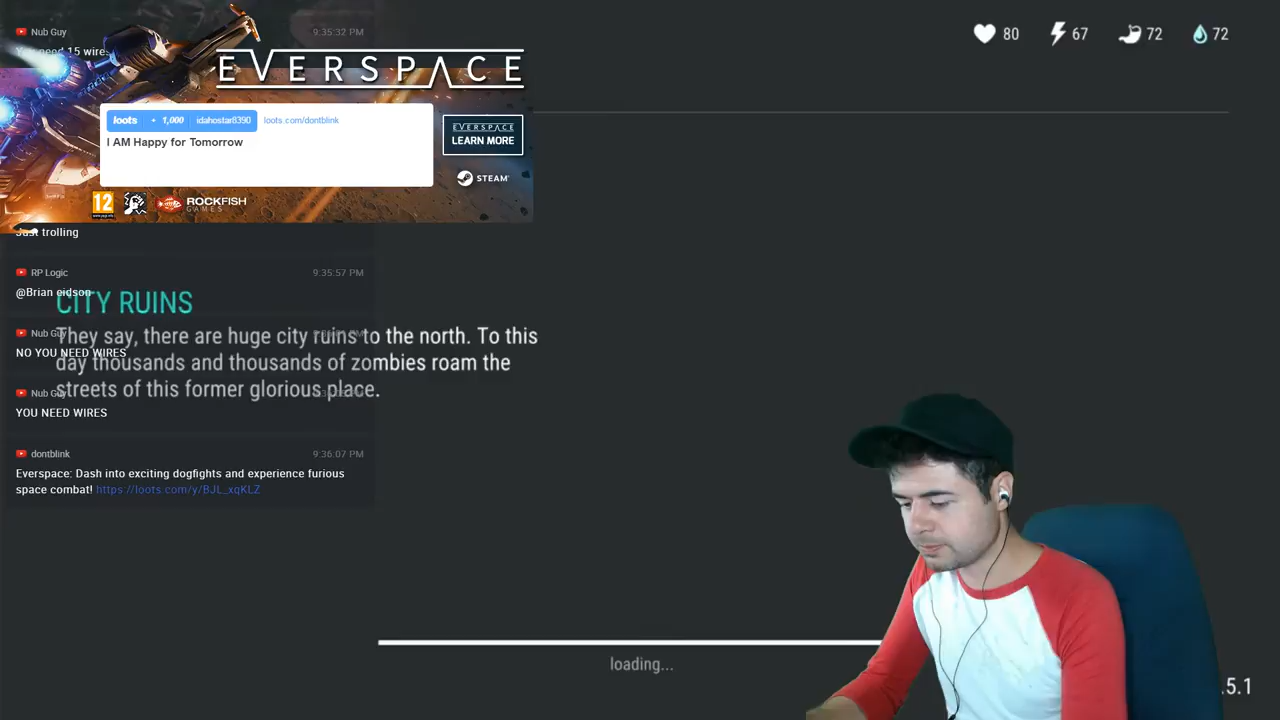 Nub Guy 9:35:32 PM
80 67 72 72
EVERSPACE
loots + 1,000 idahostar8390 loots.com/dontblink
I AM Happy for Tomorrow
EVERSPACE
LEARN MORE
STEAM
12
ROCKFISH
GAMES
Just trolling
RP Logic 9:35:57 PM
@Brian eidson
CITY RUINS
They say, there are huge city ruins to the north. To this
day thousands and thousands of zombies roam the
streets of this former glorious place.
Nub Guy
NO YOU NEED WIRES
Nub Guy
YOU NEED WIRES
dontblink 9:36:07 PM
Everspace: Dash into exciting dogfights and experience furious
space combat! https://loots.com/y/BJL_xqKLZ
loading...
.5.1